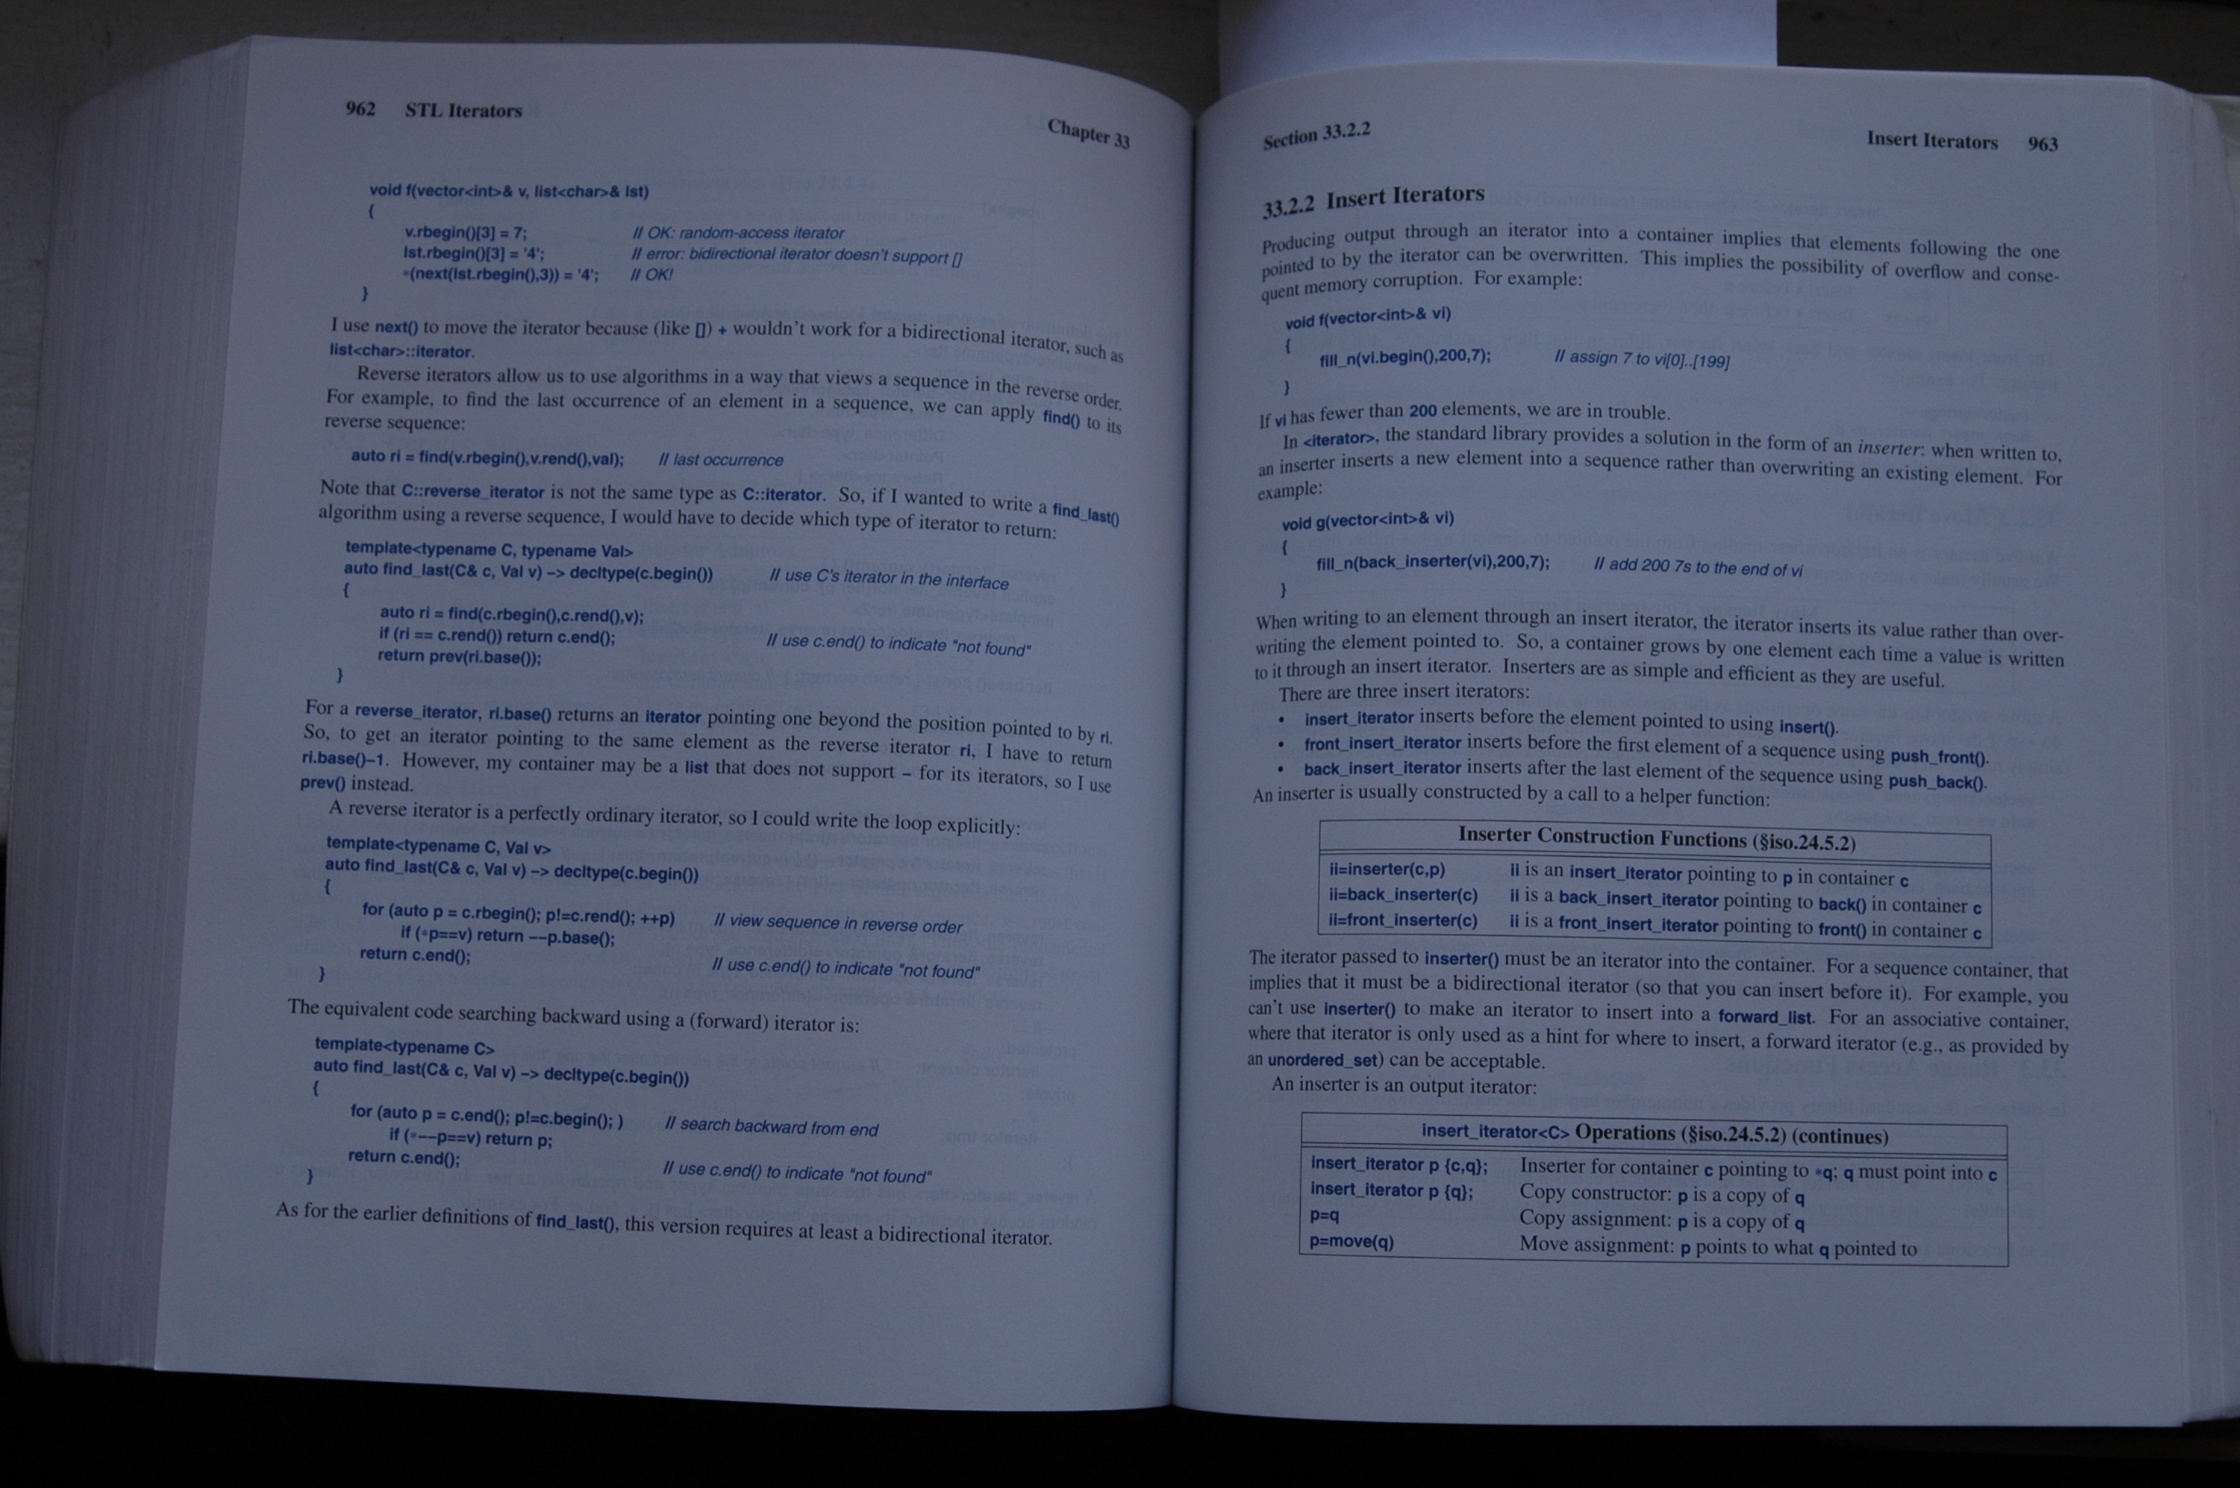 962 STL Iterators
Chapter 33
void f(vector<int>& v, list<char>& lst)
{
v.rbegin()[3] = 7; // OK: random-access iterator
lst.rbegin()[3] = '4'; // error: bidirectional iterator doesn't support []
*(next(lst.rbegin(),3)) = '4'; // OK!
}
I use next() to move the iterator because (like []) + wouldn't work for a bidirectional iterator, such as
list<char>::iterator.
Reverse iterators allow us to use algorithms in a way that views a sequence in the reverse order.
For example, to find the last occurrence of an element in a sequence, we can apply find() to its
reverse sequence:
auto ri = find(v.rbegin(),v.rend(),val); // last occurrence
Note that C::reverse_iterator is not the same type as C::iterator. So, if I wanted to write a find_last()
algorithm using a reverse sequence, I would have to decide which type of iterator to return:
template<typename C, typename Val>
auto find_last(C& c, Val v) –> decltype(c.begin()) // use C's iterator in the interface
{
auto ri = find(c.rbegin(),c.rend(),v);
if (ri == c.rend()) return c.end(); // use c.end() to indicate "not found"
return prev(ri.base());
}
For a reverse_iterator, ri.base() returns an iterator pointing one beyond the position pointed to by ri.
So, to get an iterator pointing to the same element as the reverse iterator ri, I have to return
ri.base()–1. However, my container may be a list that does not support – for its iterators, so I use
prev() instead.
A reverse iterator is a perfectly ordinary iterator, so I could write the loop explicitly:
template<typename C, Val v>
auto find_last(C& c, Val v) –> decltype(c.begin())
{
for (auto p = c.rbegin(); p!=c.rend(); ++p) // view sequence in reverse order
if (*p==v) return ––p.base();
return c.end(); // use c.end() to indicate "not found"
}
The equivalent code searching backward using a (forward) iterator is:
template<typename C>
auto find_last(C& c, Val v) –> decltype(c.begin())
{
for (auto p = c.end(); p!=c.begin(); ) // search backward from end
if (*––p==v) return p;
return c.end(); // use c.end() to indicate "not found"
}
As for the earlier definitions of find_last(), this version requires at least a bidirectional iterator.
Section 33.2.2
Insert Iterators 963
33.2.2 Insert Iterators
Producing output through an iterator into a container implies that elements following the one
pointed to by the iterator can be overwritten. This implies the possibility of overflow and conse-
quent memory corruption. For example:
void f(vector<int>& vi)
{
fill_n(vi.begin(),200,7); // assign 7 to vi[0]..[199]
}
If vi has fewer than 200 elements, we are in trouble.
In <iterator>, the standard library provides a solution in the form of an inserter: when written to,
an inserter inserts a new element into a sequence rather than overwriting an existing element. For
example:
void g(vector<int>& vi)
{
fill_n(back_inserter(vi),200,7); // add 200 7s to the end of vi
}
When writing to an element through an insert iterator, the iterator inserts its value rather than over-
writing the element pointed to. So, a container grows by one element each time a value is written
to it through an insert iterator. Inserters are as simple and efficient as they are useful.
There are three insert iterators:
• insert_iterator inserts before the element pointed to using insert().
• front_insert_iterator inserts before the first element of a sequence using push_front().
• back_insert_iterator inserts after the last element of the sequence using push_back().
An inserter is usually constructed by a call to a helper function:
Inserter Construction Functions (§iso.24.5.2)
ii=inserter(c,p) ii is an insert_iterator pointing to p in container c
ii=back_inserter(c) ii is a back_insert_iterator pointing to back() in container c
ii=front_inserter(c) ii is a front_insert_iterator pointing to front() in container c
The iterator passed to inserter() must be an iterator into the container. For a sequence container, that
implies that it must be a bidirectional iterator (so that you can insert before it). For example, you
can't use inserter() to make an iterator to insert into a forward_list. For an associative container,
where that iterator is only used as a hint for where to insert, a forward iterator (e.g., as provided by
an unordered_set) can be acceptable.
An inserter is an output iterator:
insert_iterator<C> Operations (§iso.24.5.2) (continues)
insert_iterator p {c,q}; Inserter for container c pointing to *q; q must point into c
insert_iterator p {q}; Copy constructor: p is a copy of q
p=q Copy assignment: p is a copy of q
p=move(q) Move assignment: p points to what q pointed to